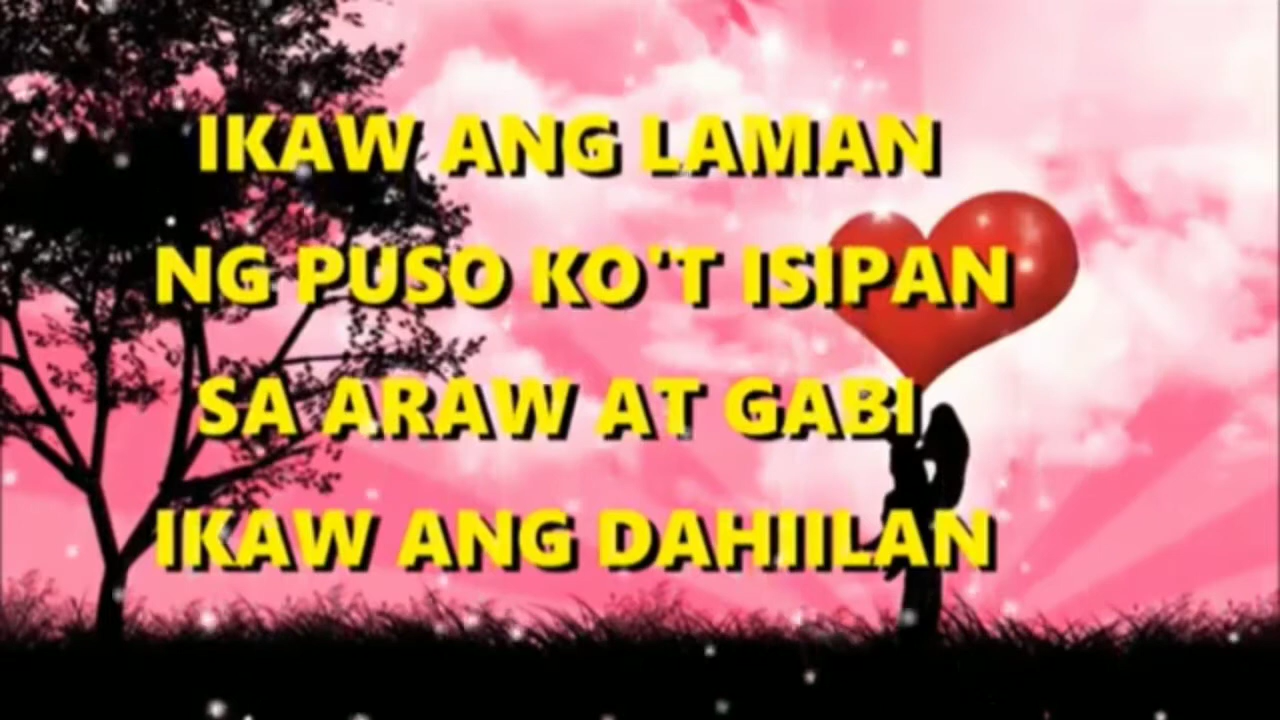 IKAW ANG LAMAN
NG PUSO KO'T ISIPAN
SA ARAW AT GABI
IKAW ANG DAHIILAN